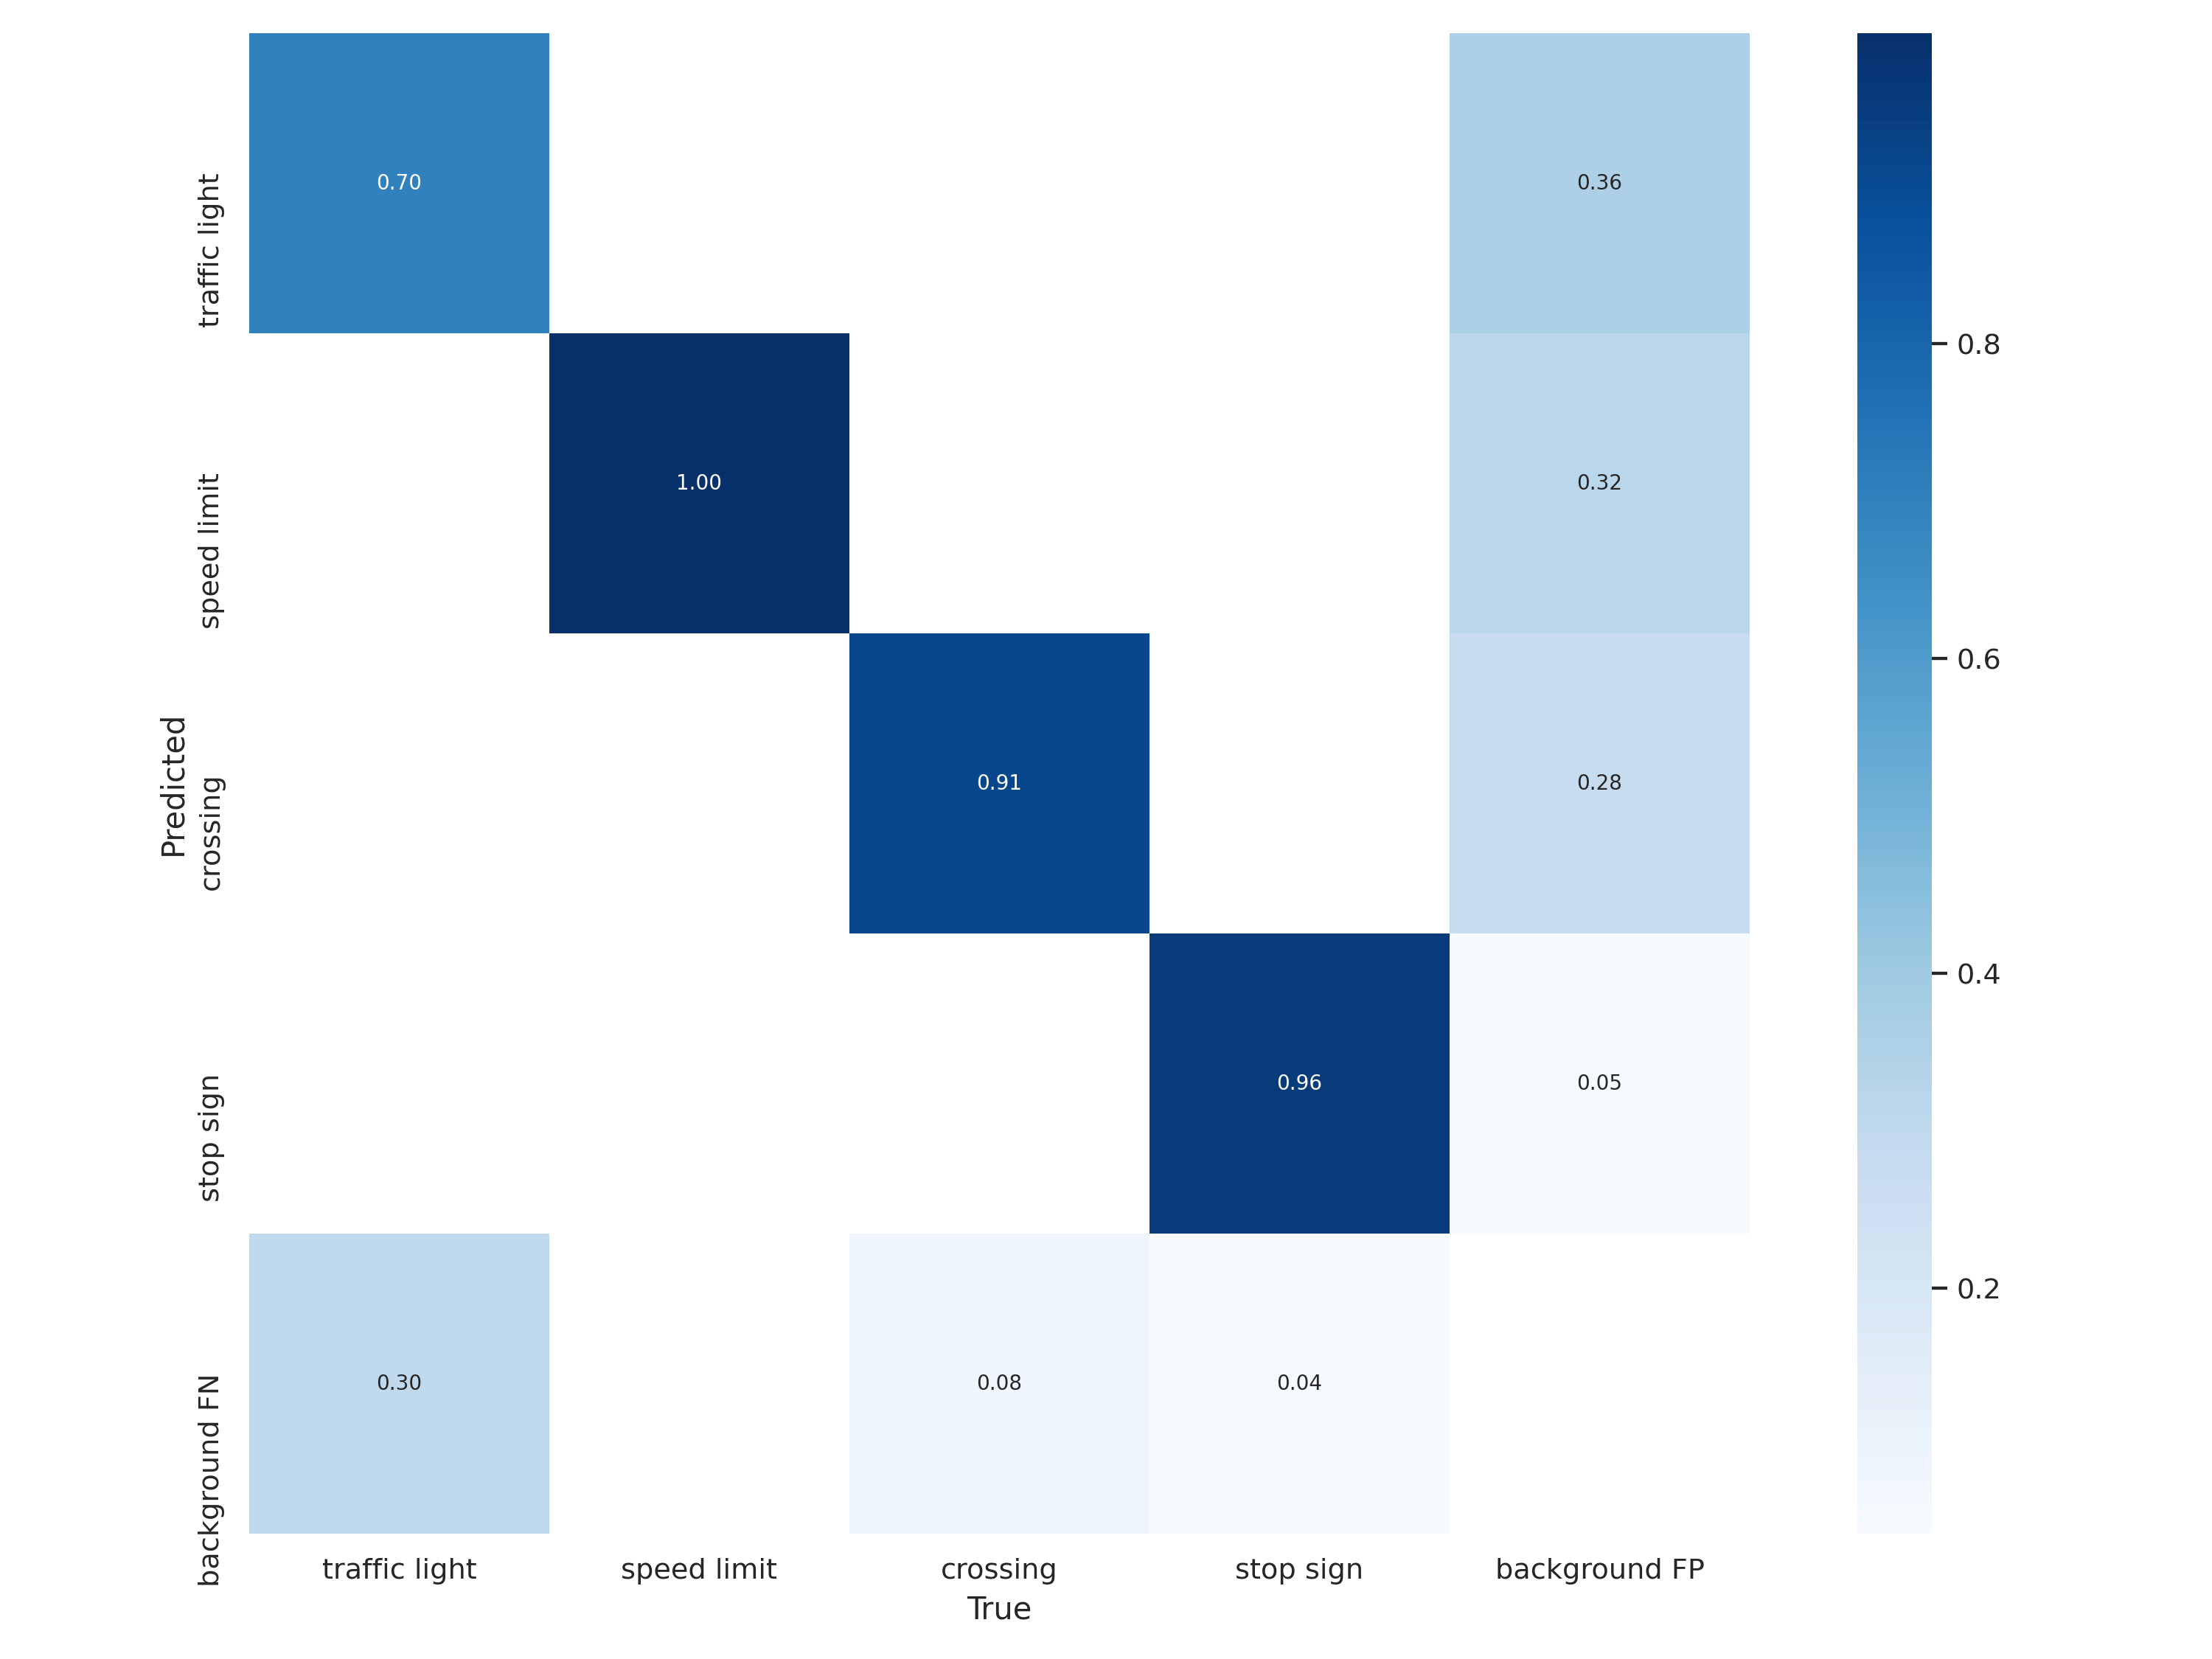 traffic light
0.70
0.36
speed limit
1.00
0.32
0.8
Predicted
crossing
0.91
0.28
0.6
stop sign
0.96
0.05
0.4
background FN
0.30
0.08
0.04
0.2
traffic light
speed limit
crossing
stop sign
background FP
True